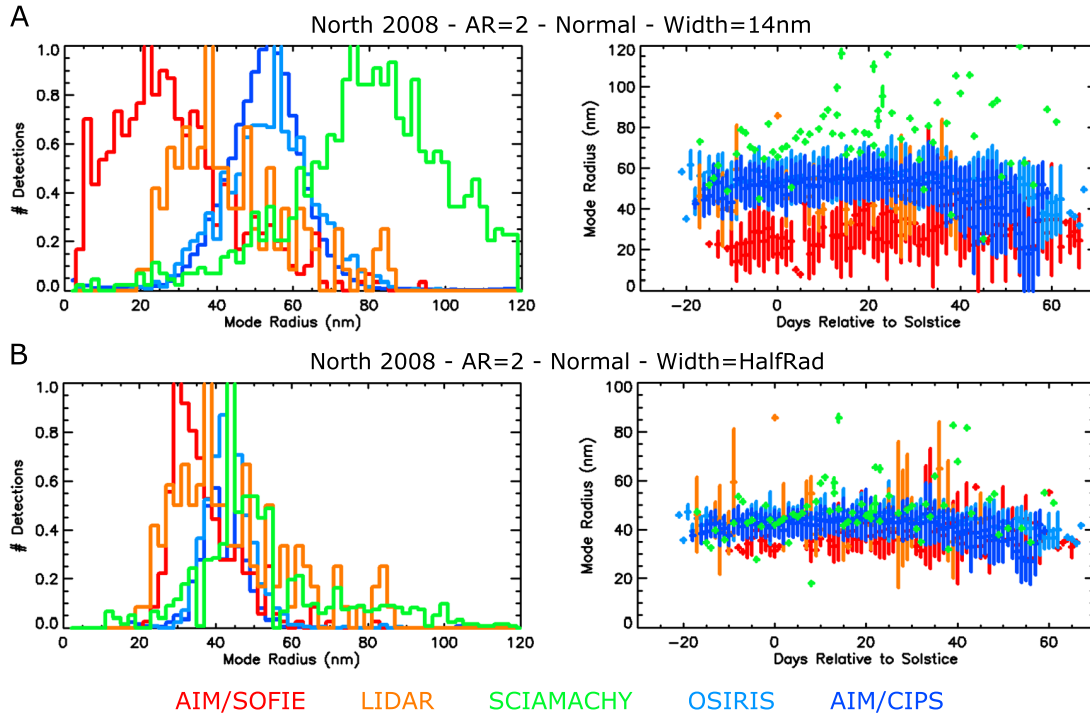 A
North 2008 - AR=2 - Normal - Width=14nm
# Detections
1.0
0.8
0.6
0.4
0.2
0.0
0 20 40 60 80 100 120
Mode Radius (nm)
Mode Radius (nm)
120
100
80
60
40
20
0
-20 0 20 40 60
Days Relative to Solstice
B
North 2008 - AR=2 - Normal - Width=HalfRad
# Detections
1.0
0.8
0.6
0.4
0.2
0.0
0 20 40 60 80 100 120
Mode Radius (nm)
Mode Radius (nm)
100
80
60
40
20
0
-20 0 20 40 60
Days Relative to Solstice
AIM/SOFIE LIDAR SCIAMACHY OSIRIS AIM/CIPS